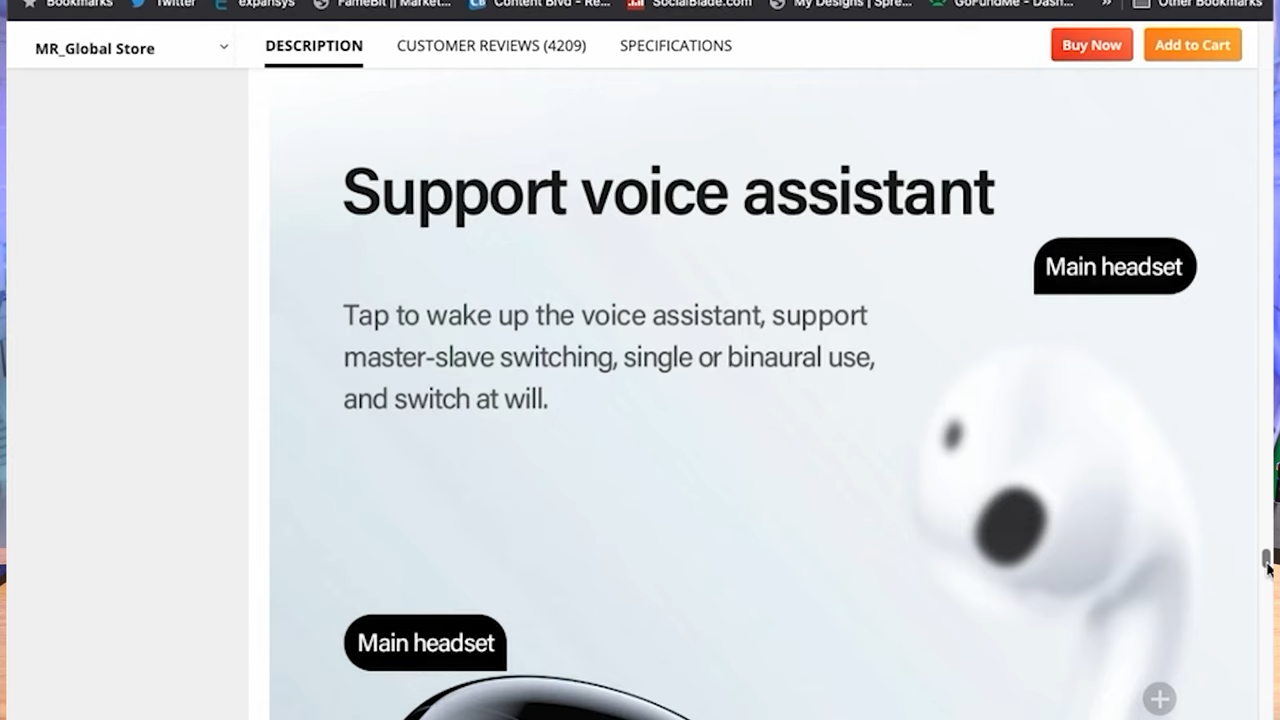 Bookmarks Twitter expansys FameBit || Market... Content Blvd - Re... SocialBlade.com My Designs | Spre... GoFundMe - Dash... » Other Bookmarks
MR_Global Store DESCRIPTION CUSTOMER REVIEWS (4209) SPECIFICATIONS Buy Now Add to Cart
Support voice assistant
Main headset
Tap to wake up the voice assistant, support
master-slave switching, single or binaural use,
and switch at will.
Main headset